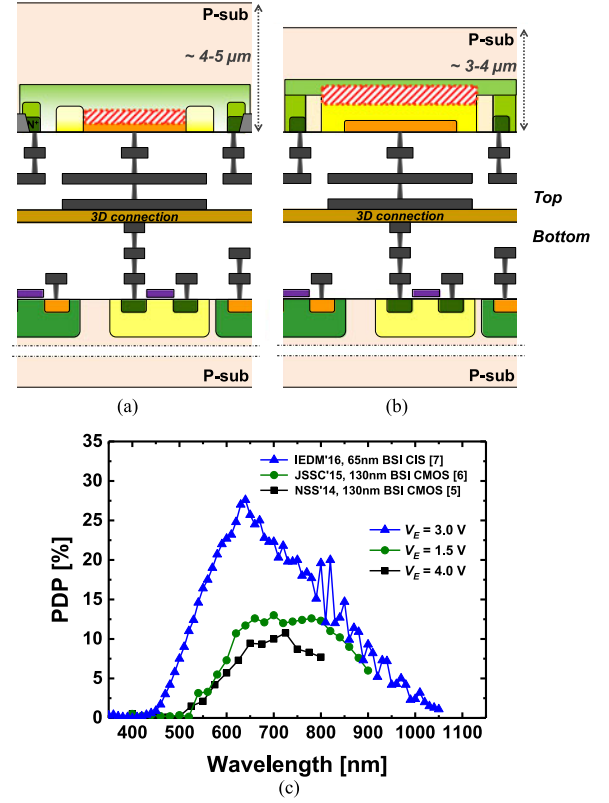 P-sub
~ 4-5 μm
N+
3D connection
P-sub
(a)
P-sub
~ 3-4 μm
3D connection
Top
Bottom
P-sub
(b)
35
30
25
20
15
10
5
0
PDP [%]
IEDM'16, 65nm BSI CIS [7]
JSSC'15, 130nm BSI CMOS [6]
NSS'14, 130nm BSI CMOS [5]
VE = 3.0 V
VE = 1.5 V
VE = 4.0 V
400 500 600 700 800 900 1000 1100
Wavelength [nm]
(c)